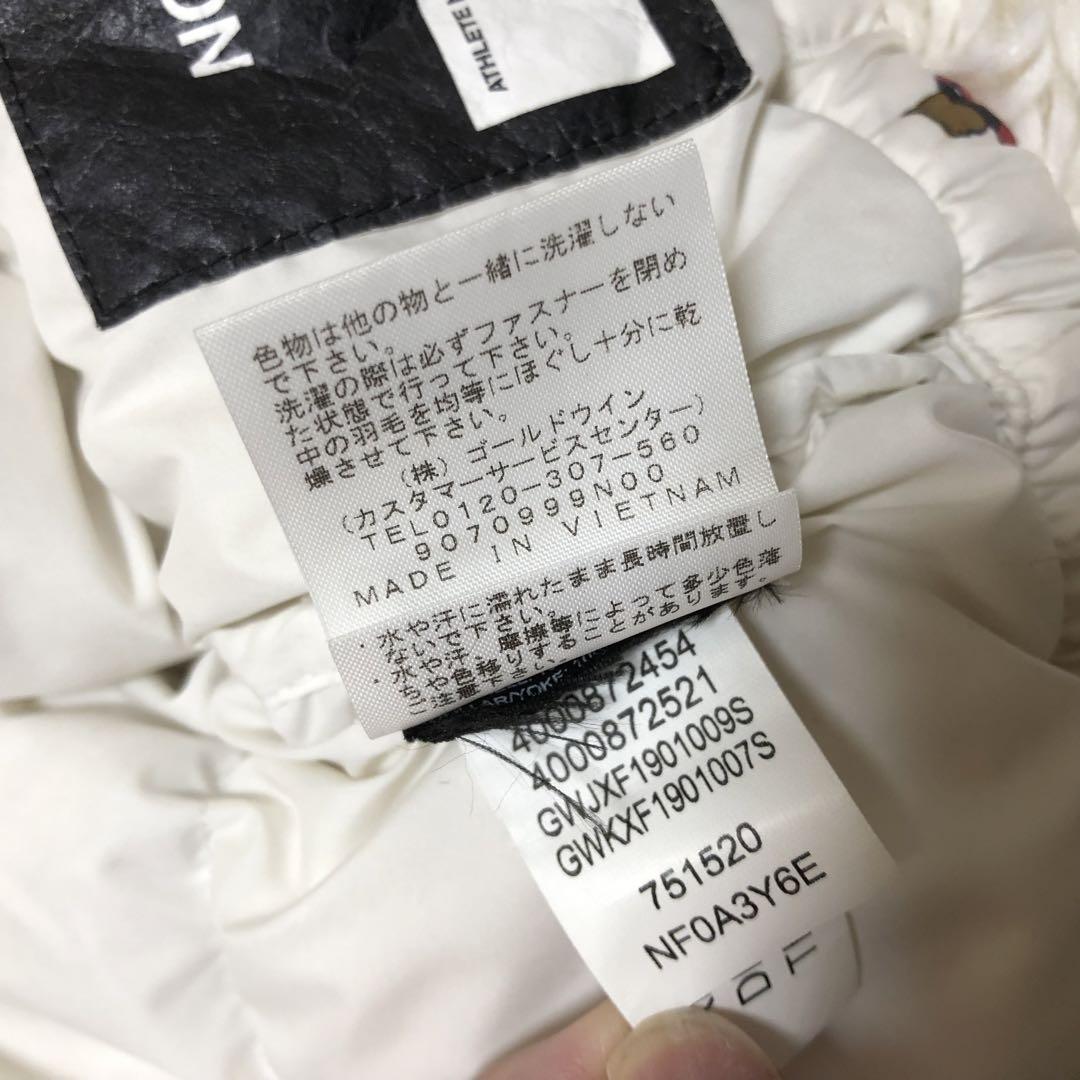 NO
ATHLETE
色物は他の物と一緒に洗濯しない
で下さい。
洗濯の際は必ずファスナーを閉め
た状態で行って下さい。
中の羽毛を均等にほぐし十分に乾
燥させて下さい。
(株)ゴールドウイン
(カスタマーサービスセンター)
TEL0120-307-560
9070999N00
MADE IN VIETNAM
・水や汗に濡れたまま長時間放置し
ないで下さい。
・水や汗、摩擦等によって多少色落
ちや色移りすることがあります。
ご注意下さい。
4000872454
4000872521
GWJXF1901009S
GWKXF1901007S
751520
NF0A3Y6E